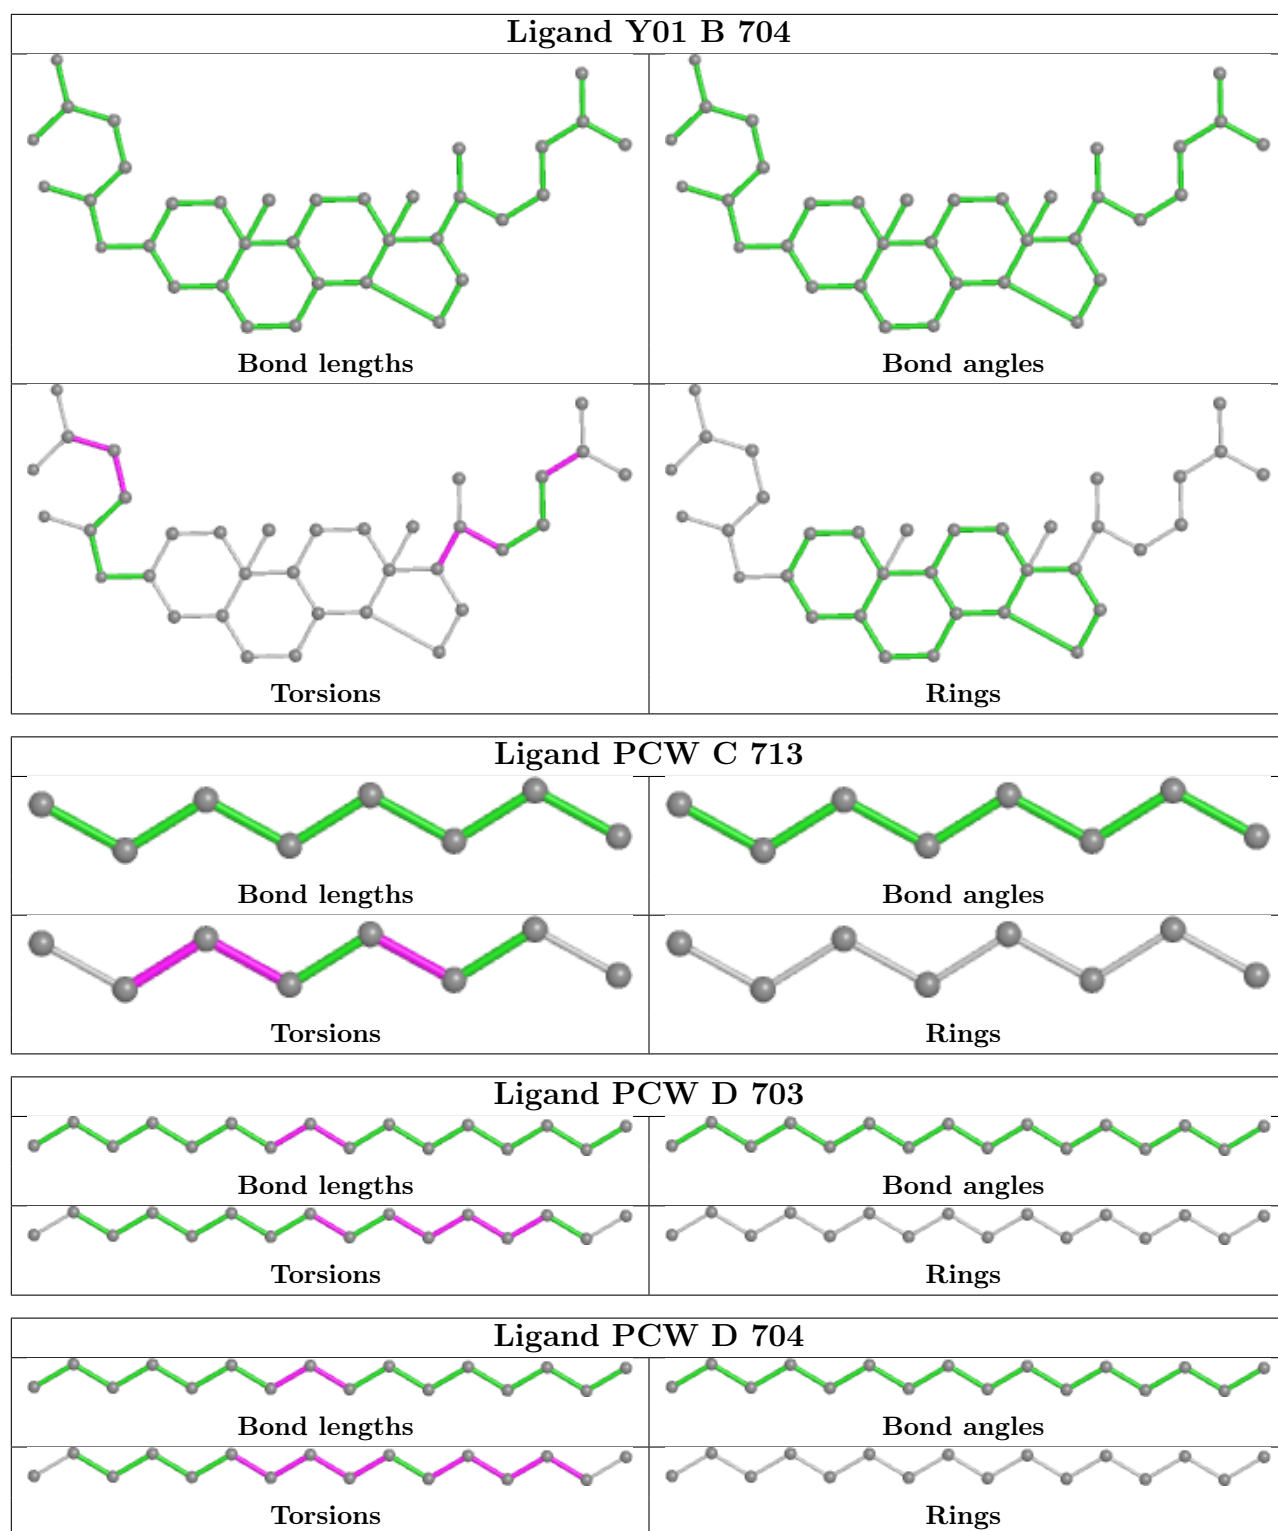 Ligand Y01 B 704
Bond lengths
Bond angles
Torsions
Rings
Ligand PCW C 713
Bond lengths
Bond angles
Torsions
Rings
Ligand PCW D 703
Bond lengths
Bond angles
Torsions
Rings
Ligand PCW D 704
Bond lengths
Bond angles
Torsions
Rings